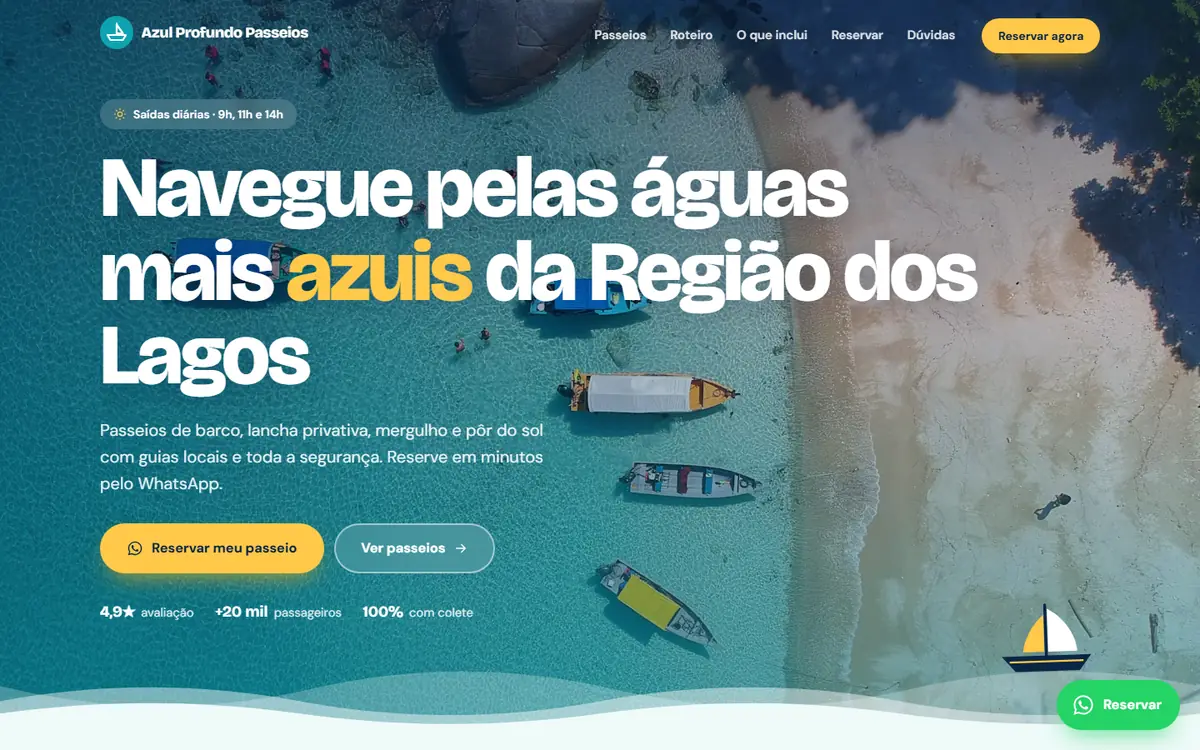 Azul Profundo Passeios
Passeios
Roteiro
O que inclui
Reservar
Dúvidas
Reservar agora
Saídas diárias · 9h, 11h e 14h
Navegue pelas águas
mais azuis da Região dos
Lagos
Passeios de barco, lancha privativa, mergulho e pôr do sol
com guias locais e toda a segurança. Reserve em minutos
pelo WhatsApp.
Reservar meu passeio
Ver passeios →
4,9★ avaliação
+20 mil passageiros
100% com colete
Reservar